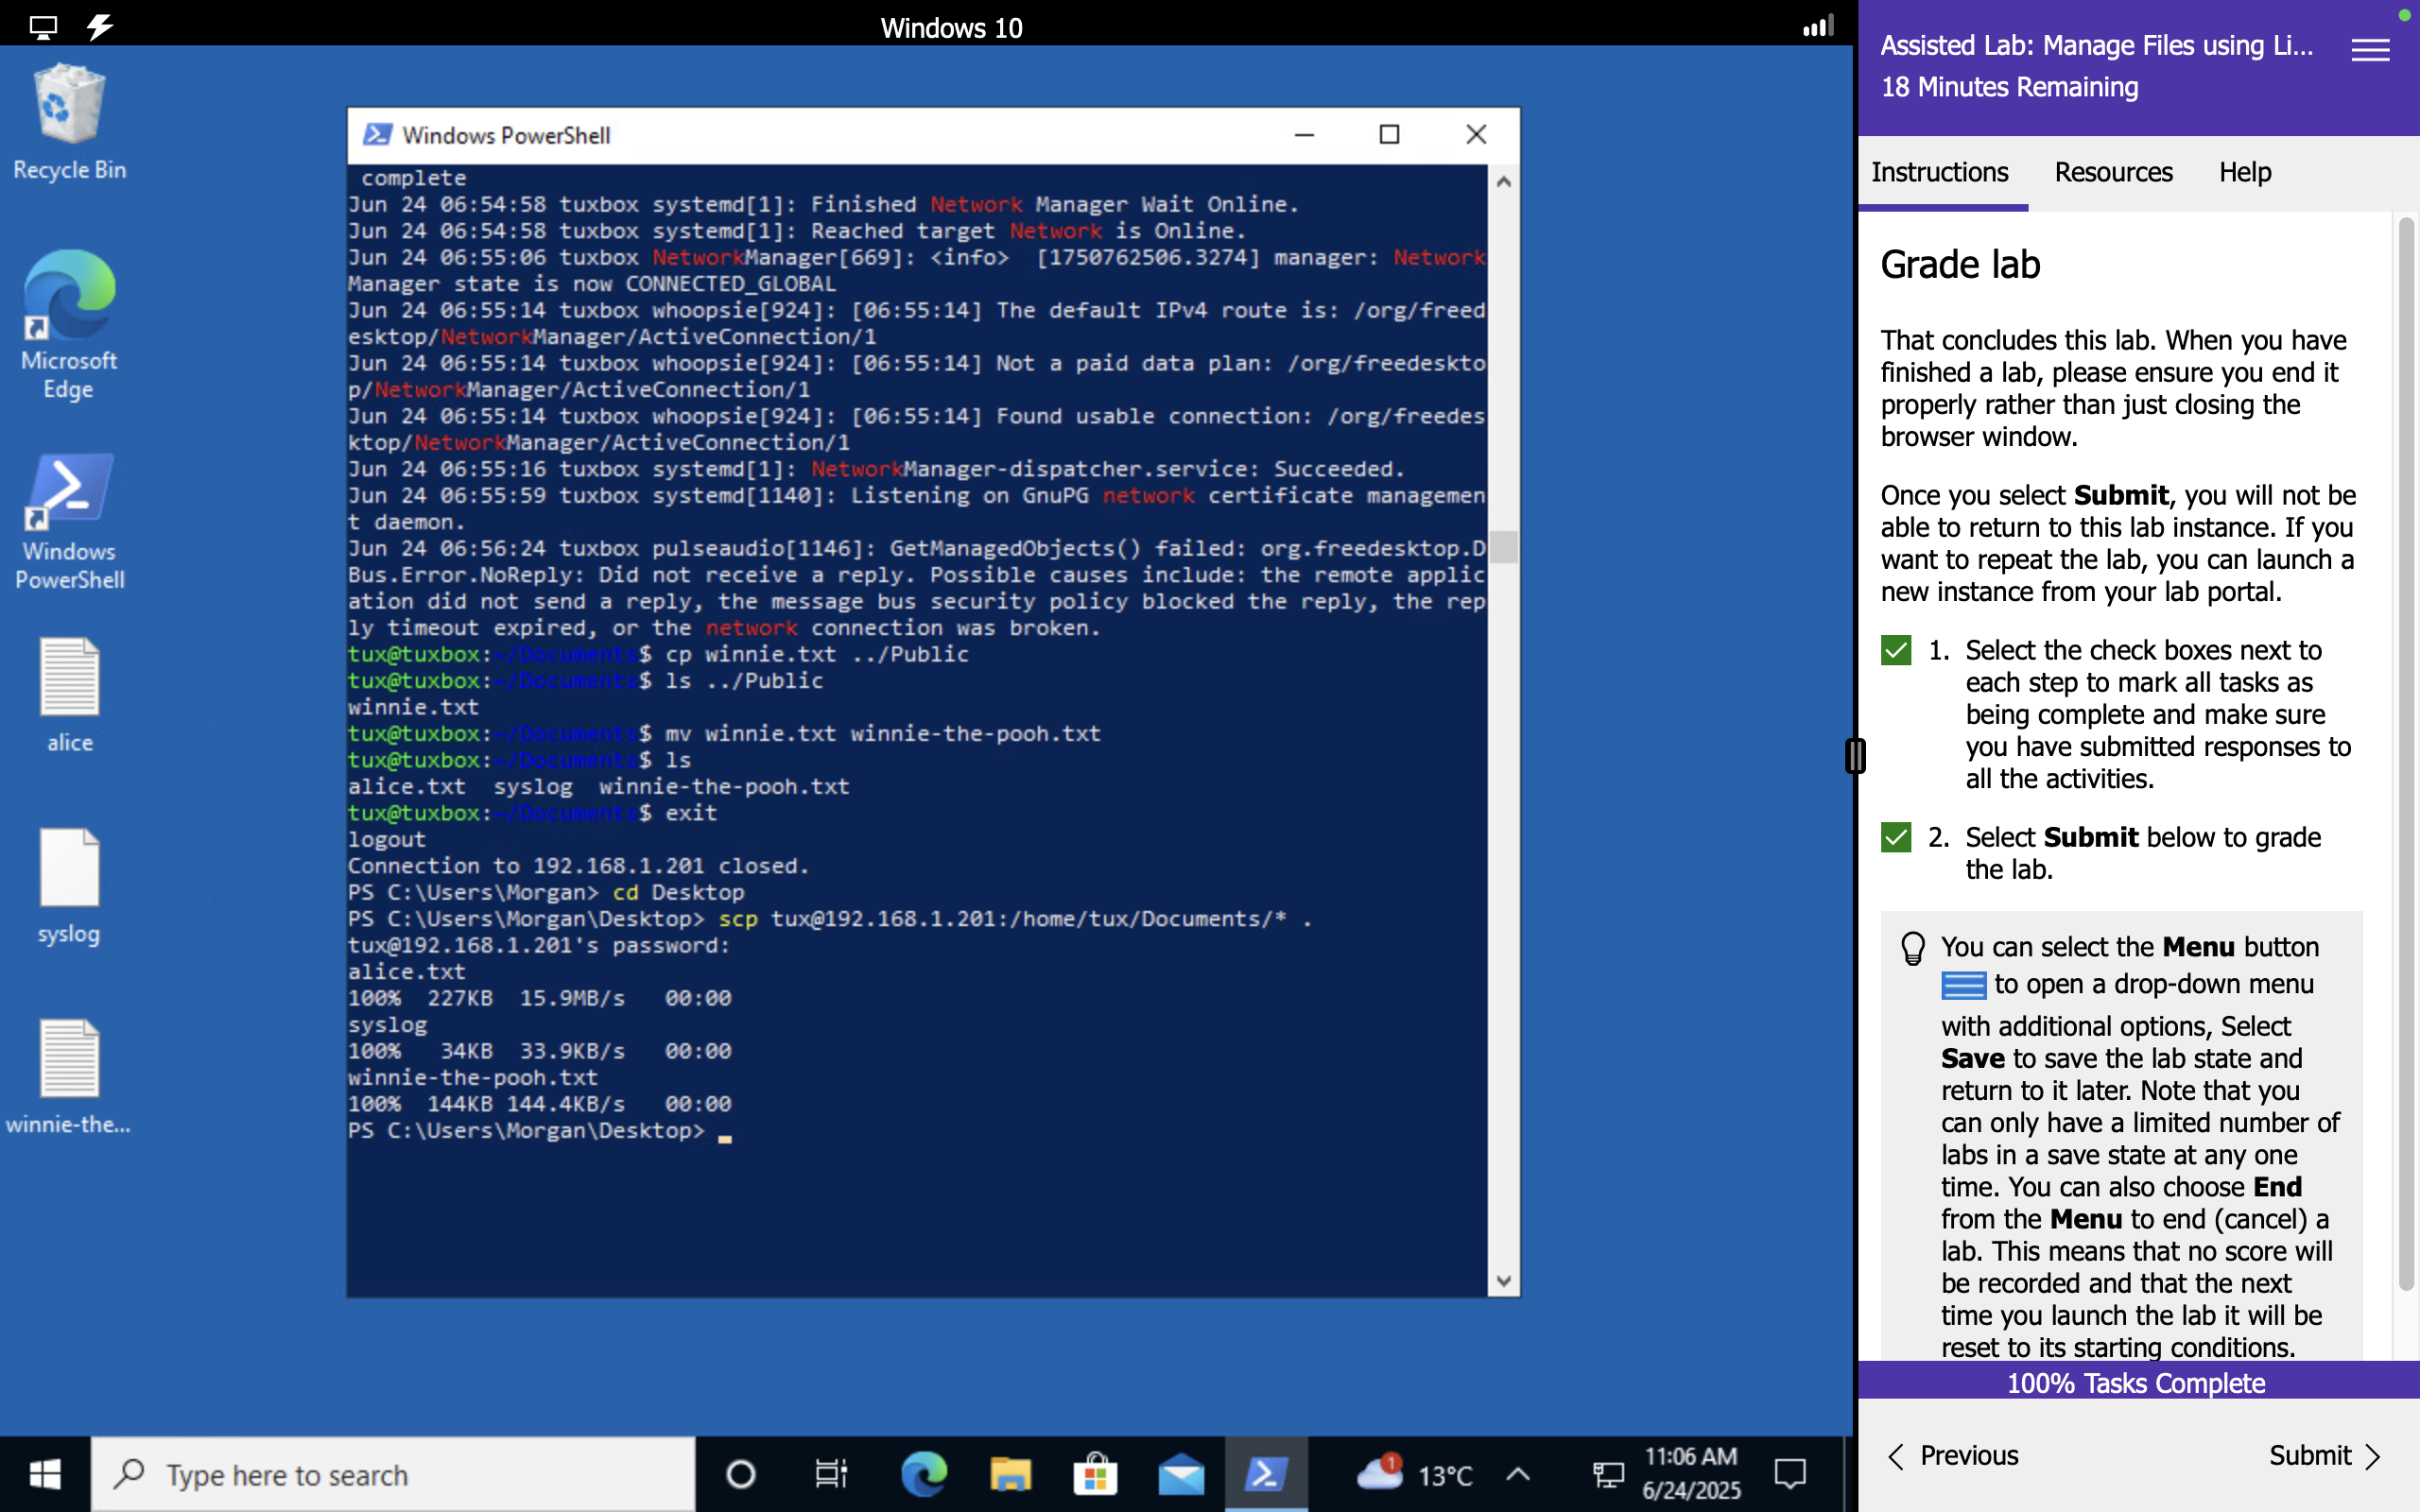 Windows 10
Recycle Bin
Microsoft
Edge
Windows
PowerShell
alice
syslog
winnie-the...
Windows PowerShell
complete
Jun 24 06:54:58 tuxbox systemd[1]: Finished Network Manager Wait Online.
Jun 24 06:54:58 tuxbox systemd[1]: Reached target Network is Online.
Jun 24 06:55:06 tuxbox NetworkManager[669]: <info>  [1750762506.3274] manager: Network
Manager state is now CONNECTED_GLOBAL
Jun 24 06:55:14 tuxbox whoopsie[924]: [06:55:14] The default IPv4 route is: /org/freed
esktop/NetworkManager/ActiveConnection/1
Jun 24 06:55:14 tuxbox whoopsie[924]: [06:55:14] Not a paid data plan: /org/freedeskto
p/NetworkManager/ActiveConnection/1
Jun 24 06:55:14 tuxbox whoopsie[924]: [06:55:14] Found usable connection: /org/freedes
ktop/NetworkManager/ActiveConnection/1
Jun 24 06:55:16 tuxbox systemd[1]: NetworkManager-dispatcher.service: Succeeded.
Jun 24 06:55:59 tuxbox systemd[1140]: Listening on GnuPG network certificate managemen
t daemon.
Jun 24 06:56:24 tuxbox pulseaudio[1146]: GetManagedObjects() failed: org.freedesktop.D
Bus.Error.NoReply: Did not receive a reply. Possible causes include: the remote applic
ation did not send a reply, the message bus security policy blocked the reply, the rep
ly timeout expired, or the network connection was broken.
tux@tuxbox:~/Documents$ cp winnie.txt ../Public
tux@tuxbox:~/Documents$ ls ../Public
winnie.txt
tux@tuxbox:~/Documents$ mv winnie.txt winnie-the-pooh.txt
tux@tuxbox:~/Documents$ ls
alice.txt  syslog  winnie-the-pooh.txt
tux@tuxbox:~/Documents$ exit
logout
Connection to 192.168.1.201 closed.
PS C:\Users\Morgan> cd Desktop
PS C:\Users\Morgan\Desktop> scp tux@192.168.1.201:/home/tux/Documents/* .
tux@192.168.1.201's password:
alice.txt
100%  227KB  15.9MB/s   00:00
syslog
100%   34KB  33.9KB/s   00:00
winnie-the-pooh.txt
100%  144KB 144.4KB/s   00:00
PS C:\Users\Morgan\Desktop>
Type here to search
1
13°C
11:06 AM
6/24/2025
Assisted Lab: Manage Files using Li...
18 Minutes Remaining
Instructions
Resources
Help
Grade lab
That concludes this lab. When you have
finished a lab, please ensure you end it
properly rather than just closing the
browser window.
Once you select Submit, you will not be
able to return to this lab instance. If you
want to repeat the lab, you can launch a
new instance from your lab portal.
1. Select the check boxes next to
each step to mark all tasks as
being complete and make sure
you have submitted responses to
all the activities.
2. Select Submit below to grade
the lab.
You can select the Menu button
to open a drop-down menu
with additional options, Select
Save to save the lab state and
return to it later. Note that you
can only have a limited number of
labs in a save state at any one
time. You can also choose End
from the Menu to end (cancel) a
lab. This means that no score will
be recorded and that the next
time you launch the lab it will be
reset to its starting conditions.
100% Tasks Complete
Previous
Submit